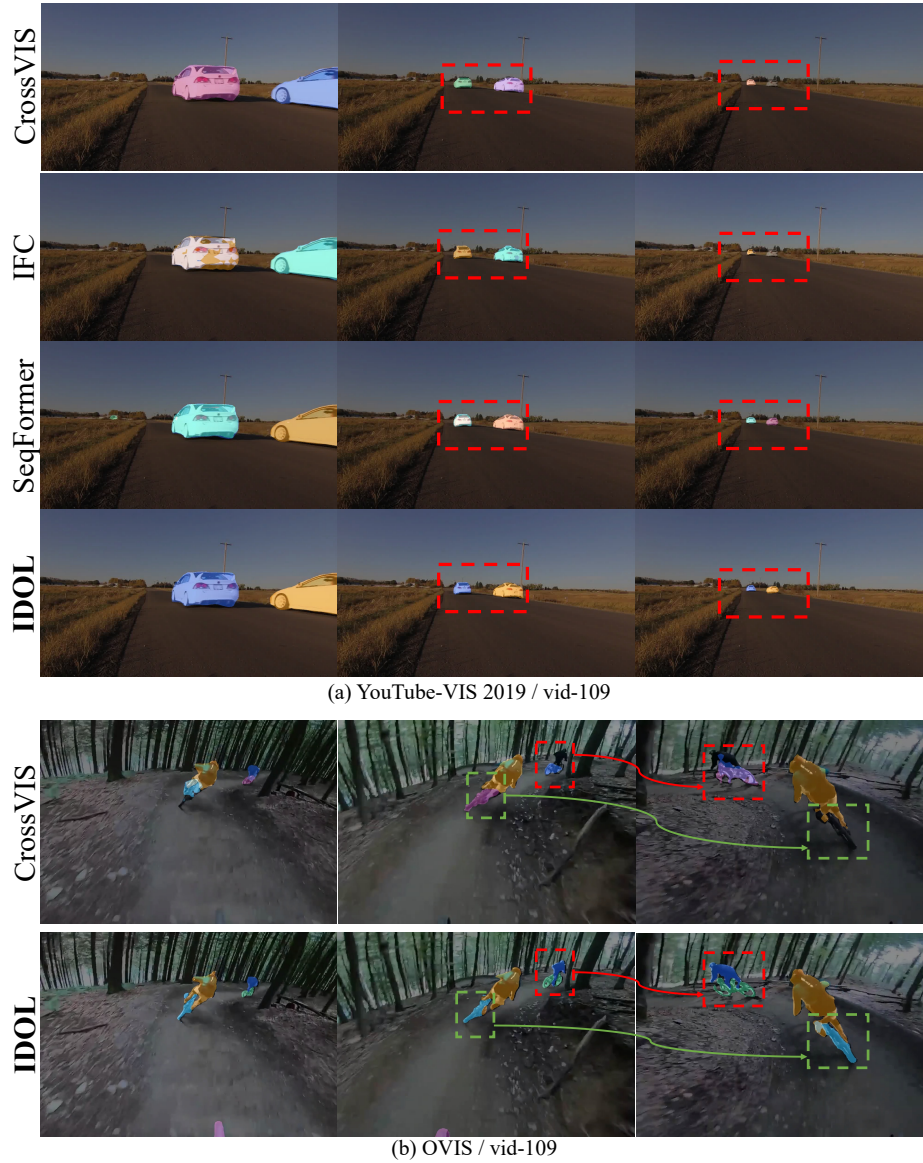 CrossVIS
IFC
SeqFormer
IDOL
(a) YouTube-VIS 2019 / vid-109
CrossVIS
IDOL
(b) OVIS / vid-109